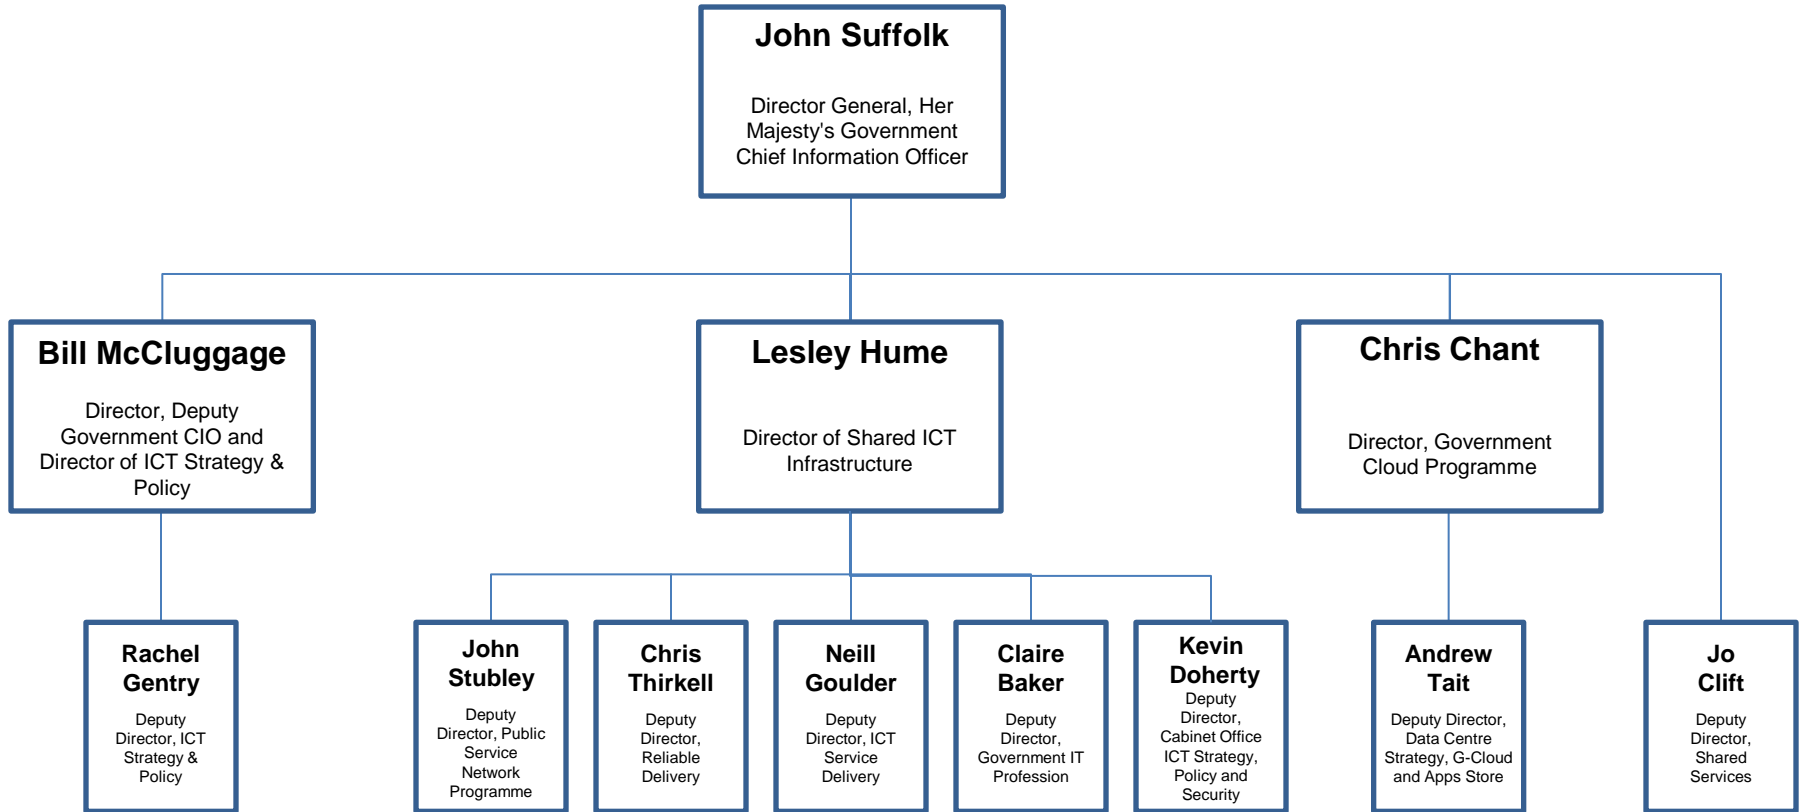 John Suffolk
Director General, Her
Majesty's Government
Chief Information Officer
Bill McCluggage
Director, Deputy
Government CIO and
Director of ICT Strategy &
Policy
Lesley Hume
Director of Shared ICT
Infrastructure
Chris Chant
Director, Government
Cloud Programme
Rachel
Gentry
Deputy
Director, ICT
Strategy &
Policy
John
Stubley
Deputy
Director, Public
Service
Network
Programme
Chris
Thirkell
Deputy
Director,
Reliable
Delivery
Neill
Goulder
Deputy
Director, ICT
Service
Delivery
Claire
Baker
Deputy
Director,
Government IT
Profession
Kevin
Doherty
Deputy
Director,
Cabinet Office
ICT Strategy,
Policy and
Security
Andrew
Tait
Deputy Director,
Data Centre
Strategy, G-Cloud
and Apps Store
Jo
Clift
Deputy
Director,
Shared
Services